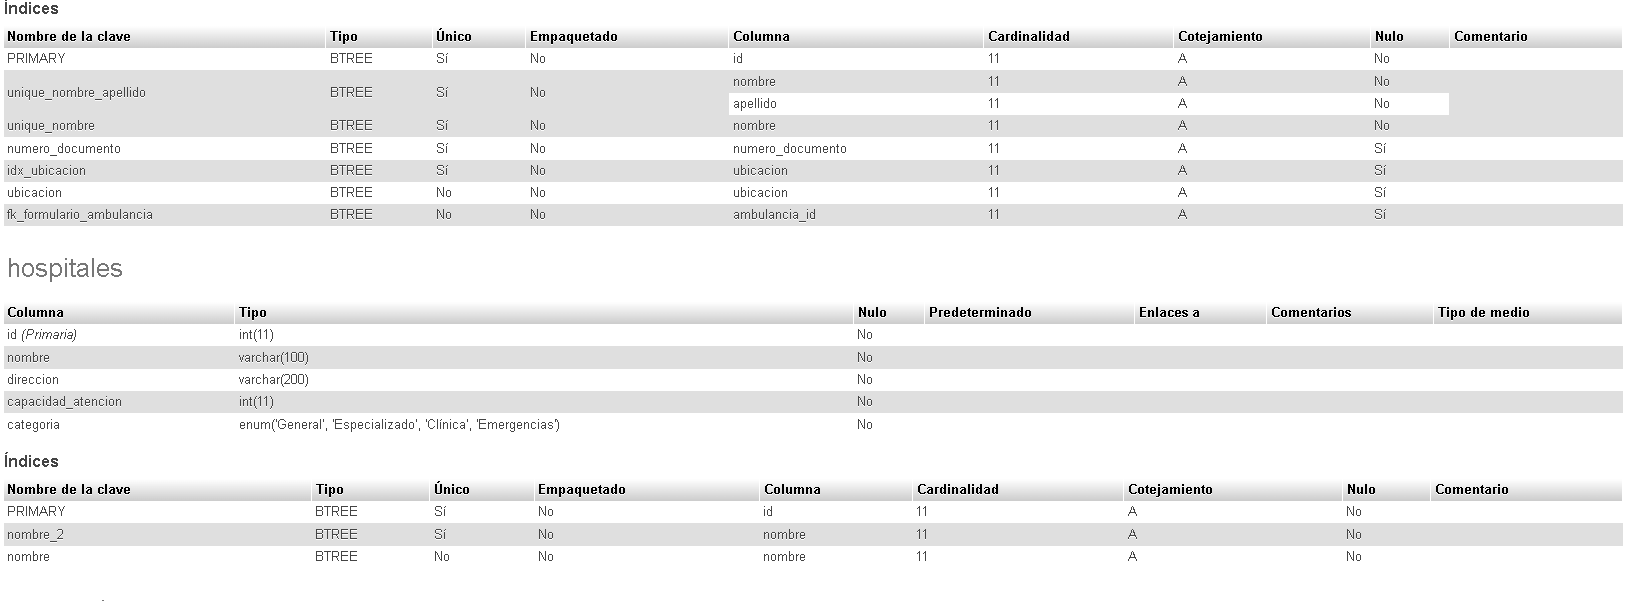 Índices
Nombre de la clave Tipo Único Empaquetado Columna Cardinalidad Cotejamiento Nulo Comentario
PRIMARY BTREE Sí No id 11 A No
unique_nombre_apellido BTREE Sí No nombre 11 A No
apellido 11 A No
unique_nombre BTREE Sí No nombre 11 A No
numero_documento BTREE Sí No numero_documento 11 A Sí
idx_ubicacion BTREE Sí No ubicacion 11 A Sí
ubicacion BTREE No No ubicacion 11 A Sí
fk_formulario_ambulancia BTREE No No ambulancia_id 11 A Sí
hospitales
Columna Tipo Nulo Predeterminado Enlaces a Comentarios Tipo de medio
id (Primaria) int(11) No
nombre varchar(100) No
direccion varchar(200) No
capacidad_atencion int(11) No
categoria enum('General', 'Especializado', 'Clínica', 'Emergencias') No
Índices
Nombre de la clave Tipo Único Empaquetado Columna Cardinalidad Cotejamiento Nulo Comentario
PRIMARY BTREE Sí No id 11 A No
nombre_2 BTREE Sí No nombre 11 A No
nombre BTREE No No nombre 11 A No